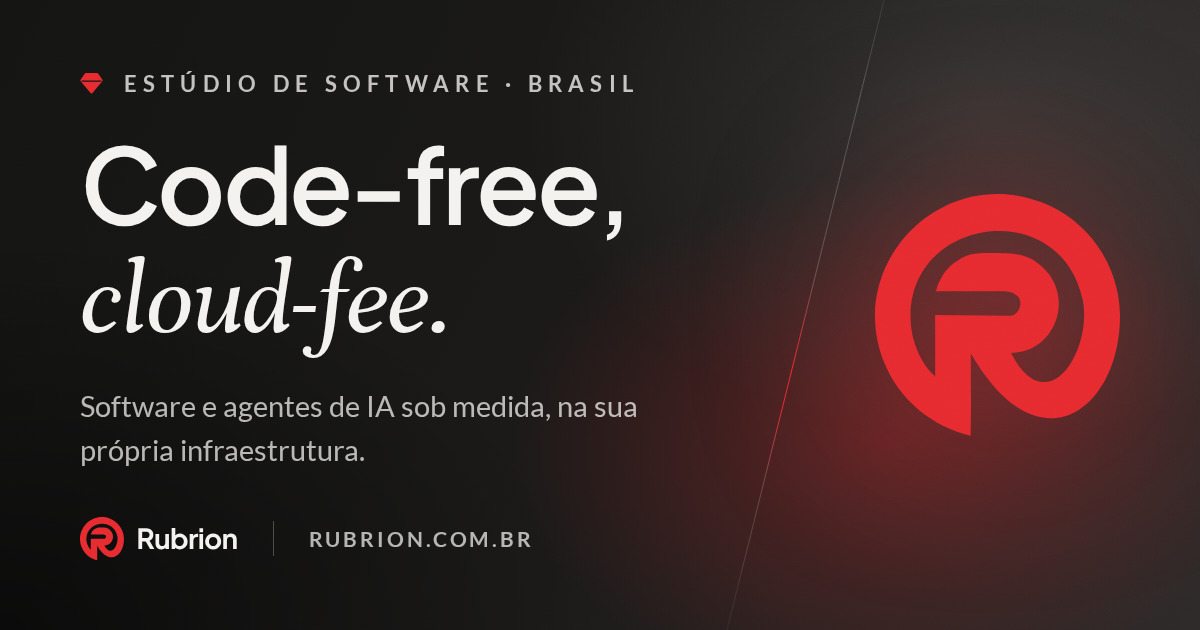 ESTÚDIO DE SOFTWARE · BRASIL
Code-free,
cloud-fee.
Software e agentes de IA sob medida, na sua
própria infraestrutura.
Rubrion
RUBRION.COM.BR